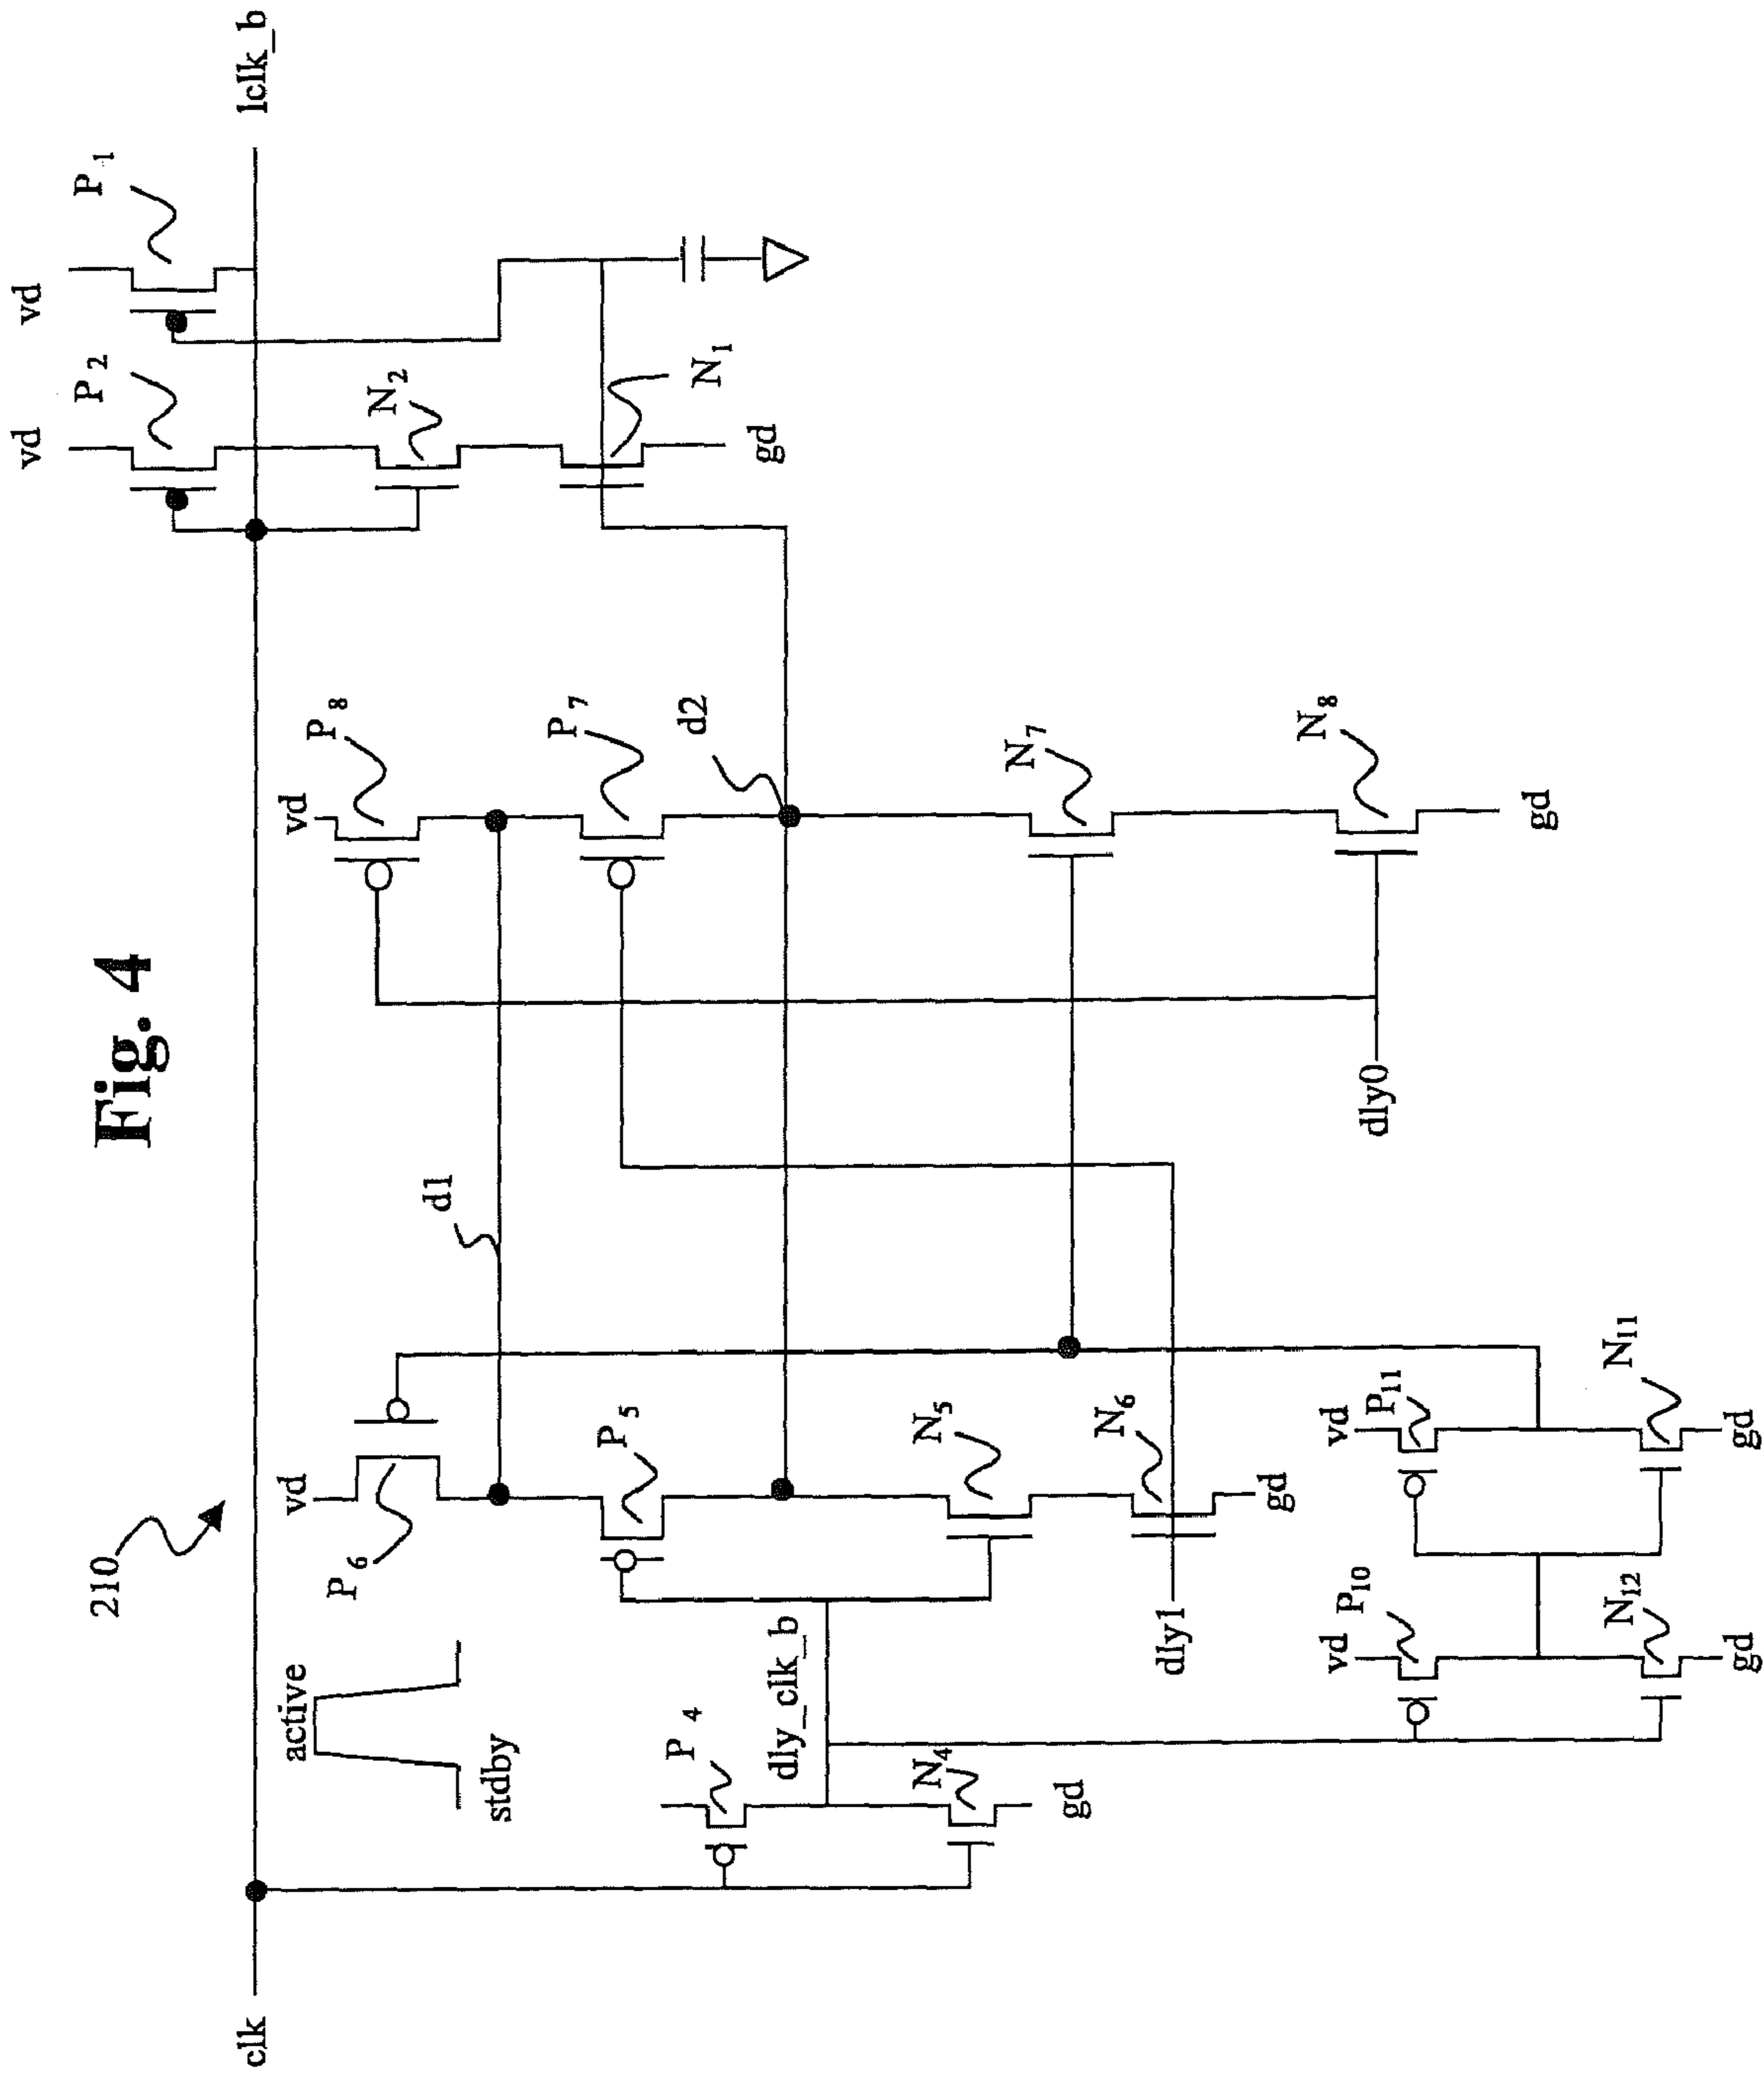 Fig. 4
210
clk
lclk_b
active
stdby
vd
P2
vd
P1
N2
N1
gd
vd
P6
d1
vd
P8
P5
P7
d2
P4
dly_clk_b
N4
gd
N5
N6
gd
dly1
N7
N8
gd
dly0
vd
P10
vd
P11
N12
gd
N11
gd